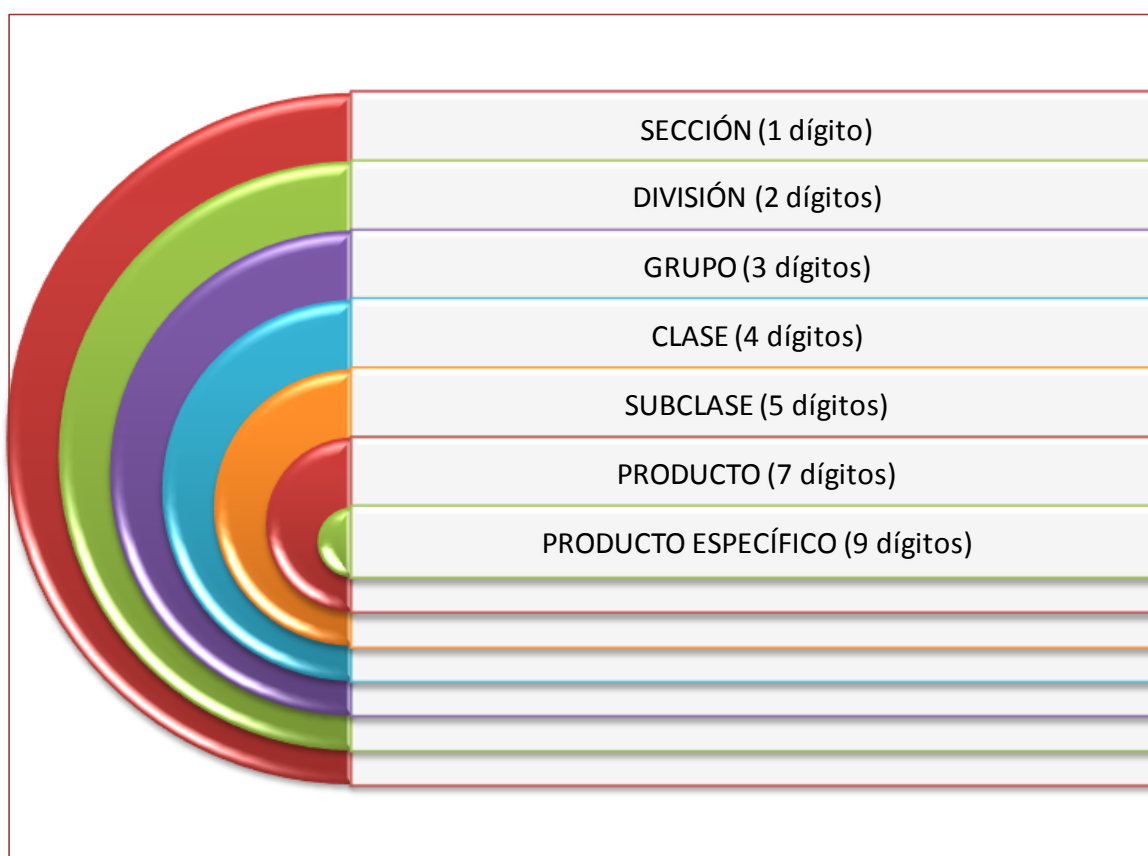 SECCIÓN (1 dígito)
DIVISIÓN (2 dígitos)
GRUPO (3 dígitos)
CLASE (4 dígitos)
SUBCLASE (5 dígitos)
PRODUCTO (7 dígitos)
PRODUCTO ESPECÍFICO (9 dígitos)